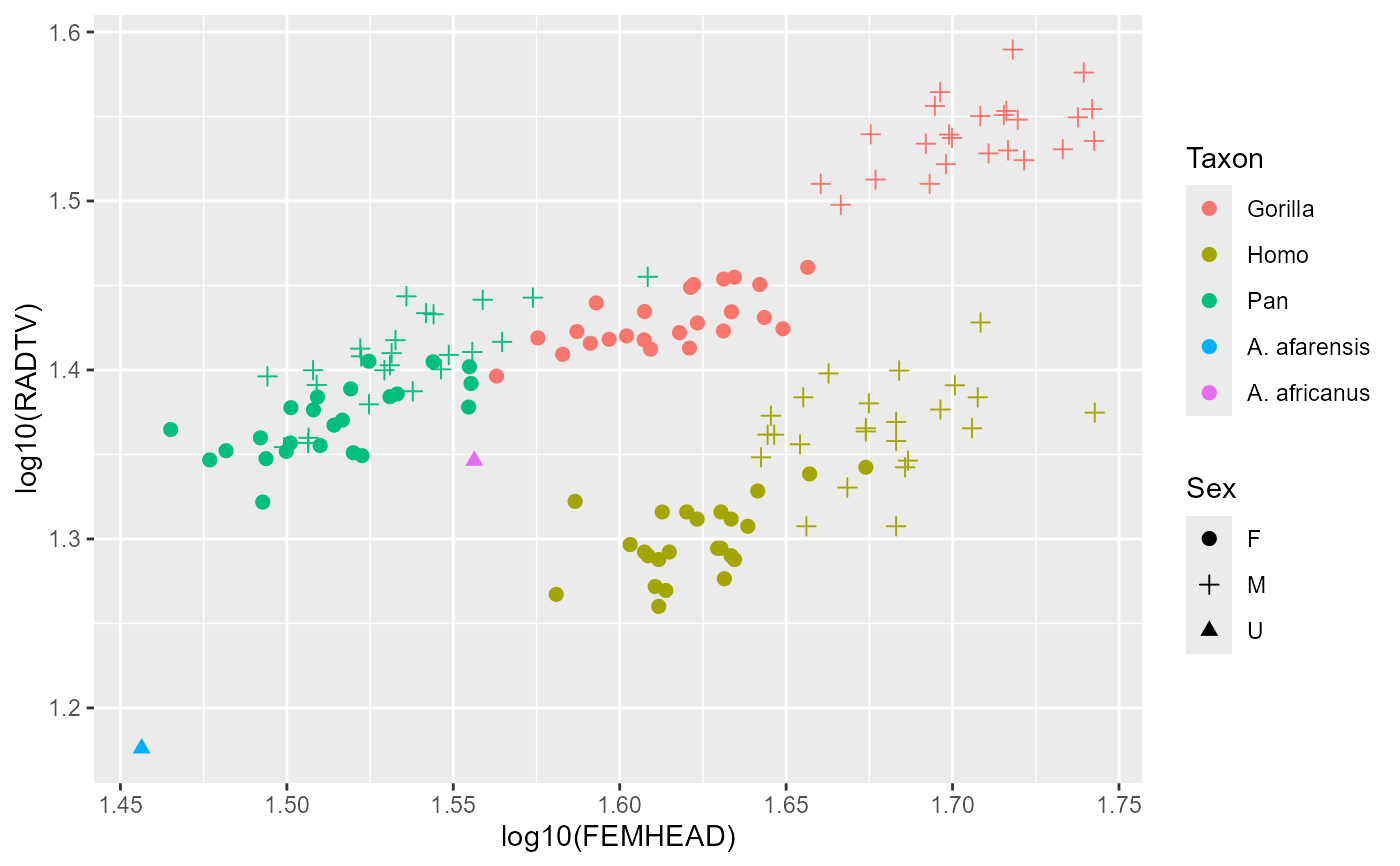 1.6
1.5
1.4
1.3
1.2
log10(RADTV)
1.45 1.50 1.55 1.60 1.65 1.70 1.75
log10(FEMHEAD)
Taxon
Gorilla
Homo
Pan
A. afarensis
A. africanus
Sex
F
M
U